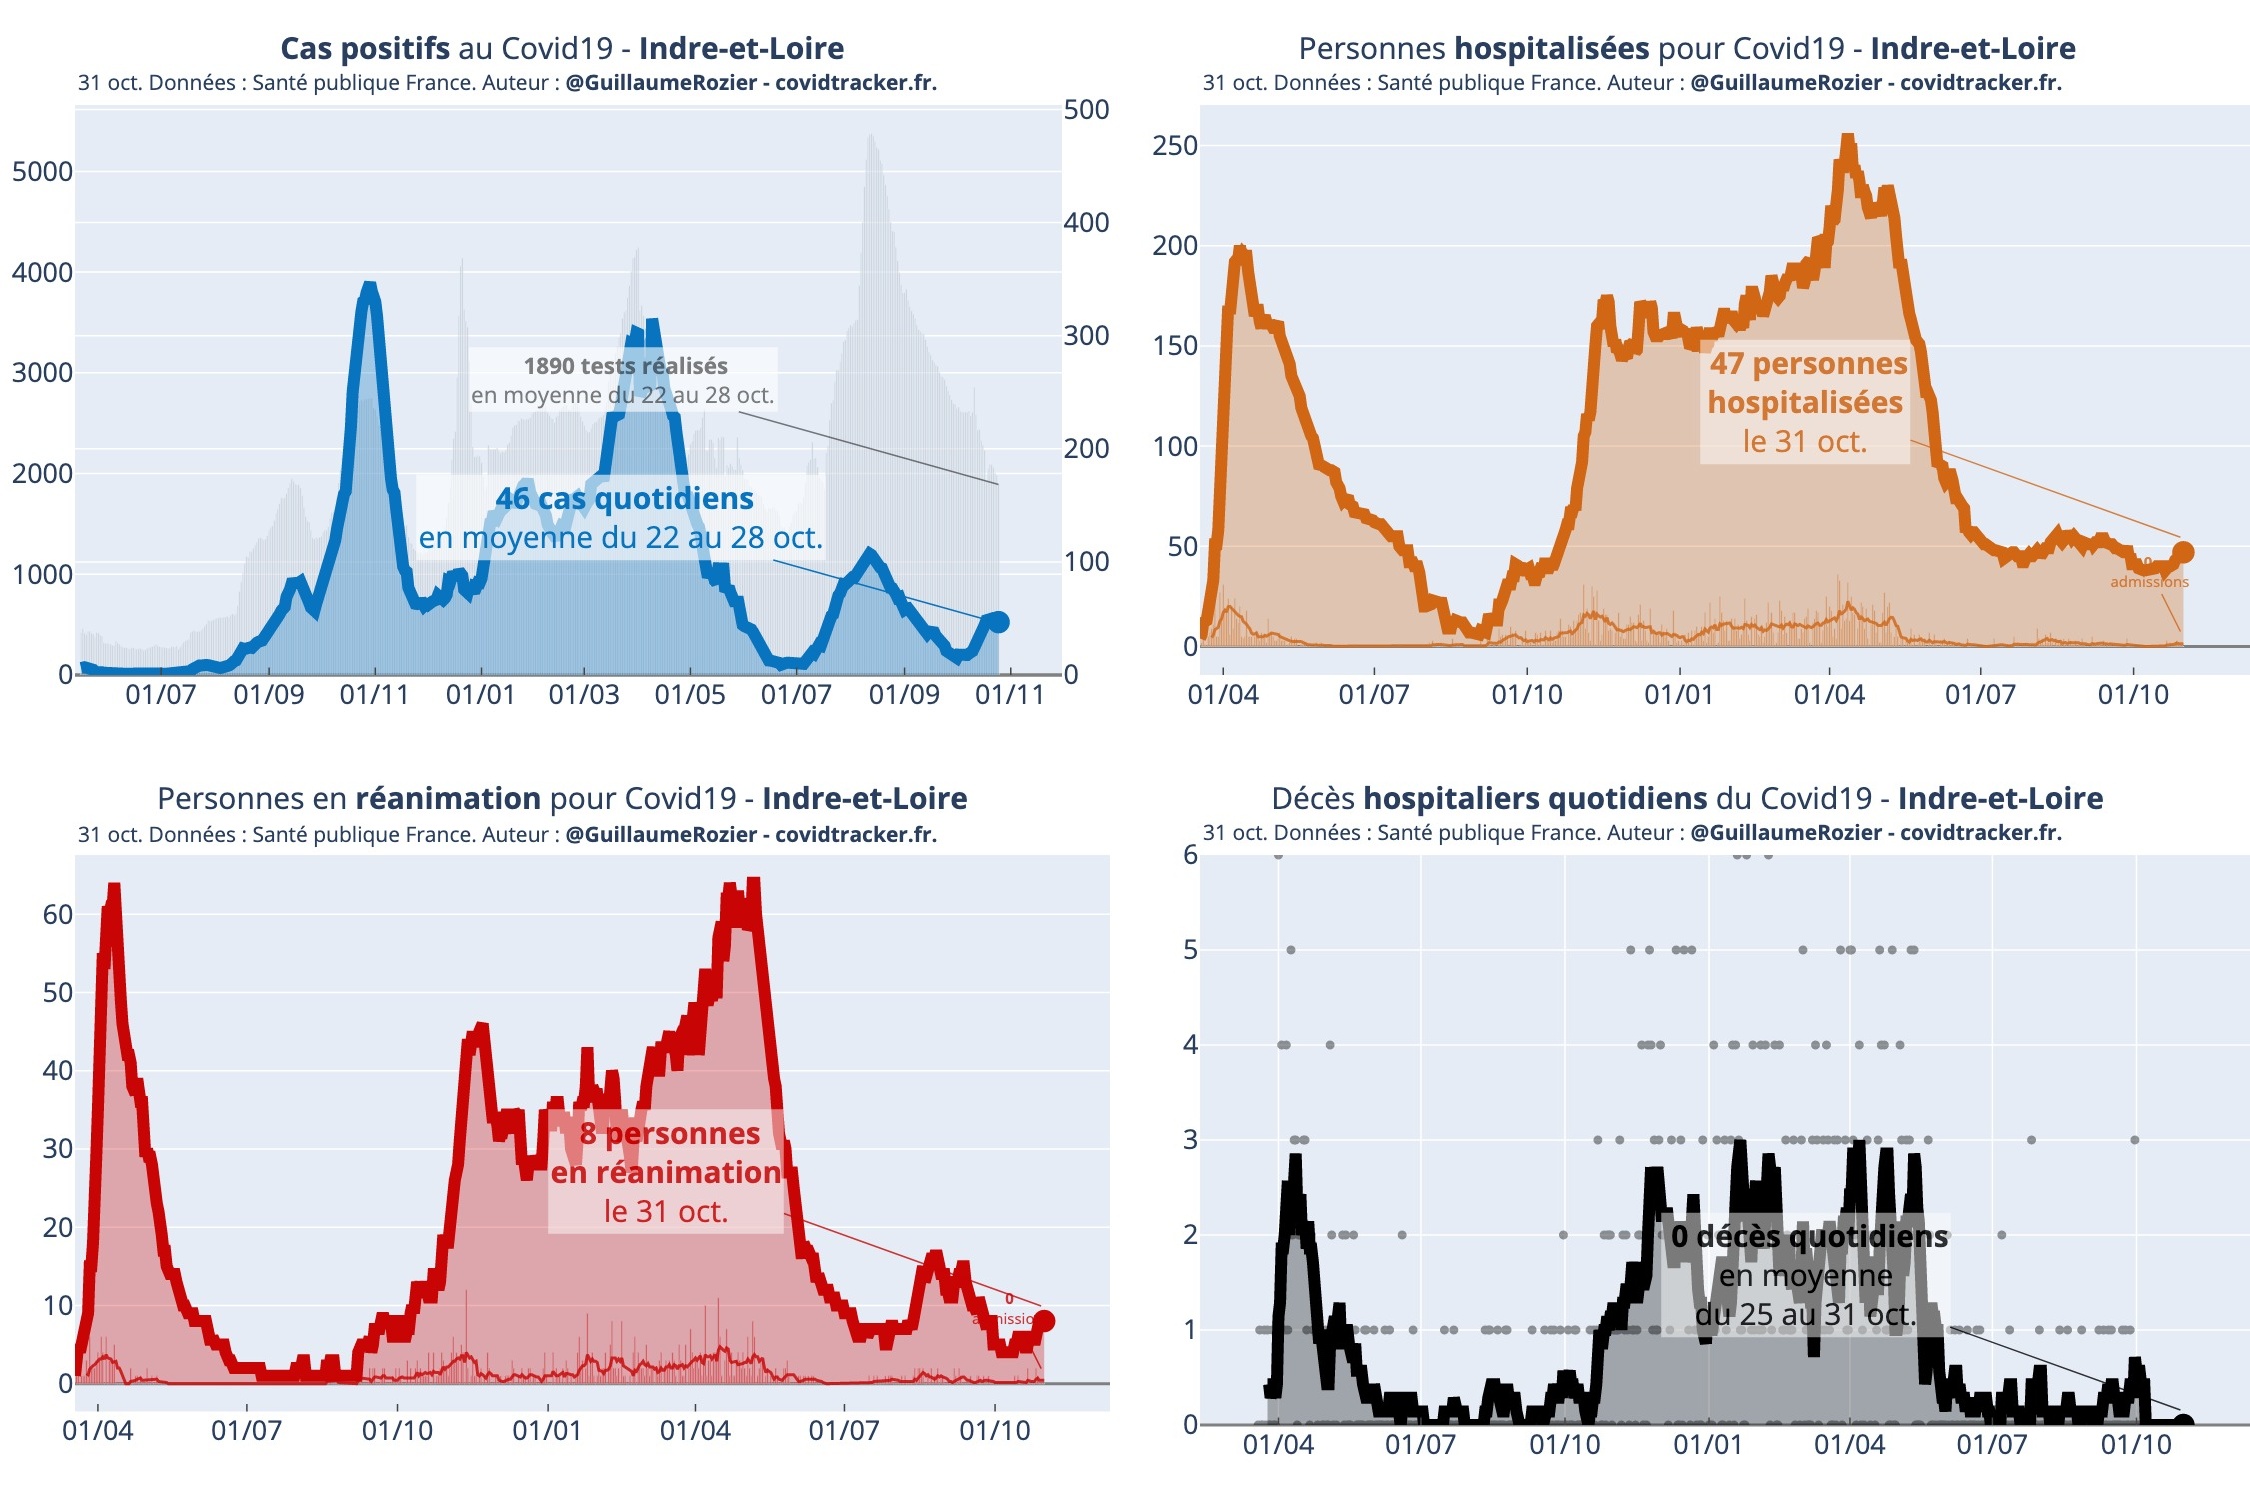 Cas positifs au Covid19 - Indre-et-Loire
31 oct. Données : Santé publique France. Auteur : @GuillaumeRozier - covidtracker.fr.
500
5000
400
4000
300
3000
1890 tests réalisés
en moyenne du 22 au 28 oct.
200
2000
46 cas quotidiens
en moyenne du 22 au 28 oct.
100
1000
0
0
01/07 01/09 01/11 01/01 01/03 01/05 01/07 01/09 01/11
Personnes hospitalisées pour Covid19 - Indre-et-Loire
31 oct. Données : Santé publique France. Auteur : @GuillaumeRozier - covidtracker.fr.
250
200
150
47 personnes
hospitalisées
le 31 oct.
100
50
0
admissions
0
01/04 01/07 01/10 01/01 01/04 01/07 01/10
Personnes en réanimation pour Covid19 - Indre-et-Loire
31 oct. Données : Santé publique France. Auteur : @GuillaumeRozier - covidtracker.fr.
60
50
40
30
8 personnes
en réanimation
le 31 oct.
20
10
0
admissions
0
01/04 01/07 01/10 01/01 01/04 01/07 01/10
Décès hospitaliers quotidiens du Covid19 - Indre-et-Loire
31 oct. Données : Santé publique France. Auteur : @GuillaumeRozier - covidtracker.fr.
6
5
4
3
2
0 décès quotidiens
en moyenne
du 25 au 31 oct.
1
0
01/04 01/07 01/10 01/01 01/04 01/07 01/10